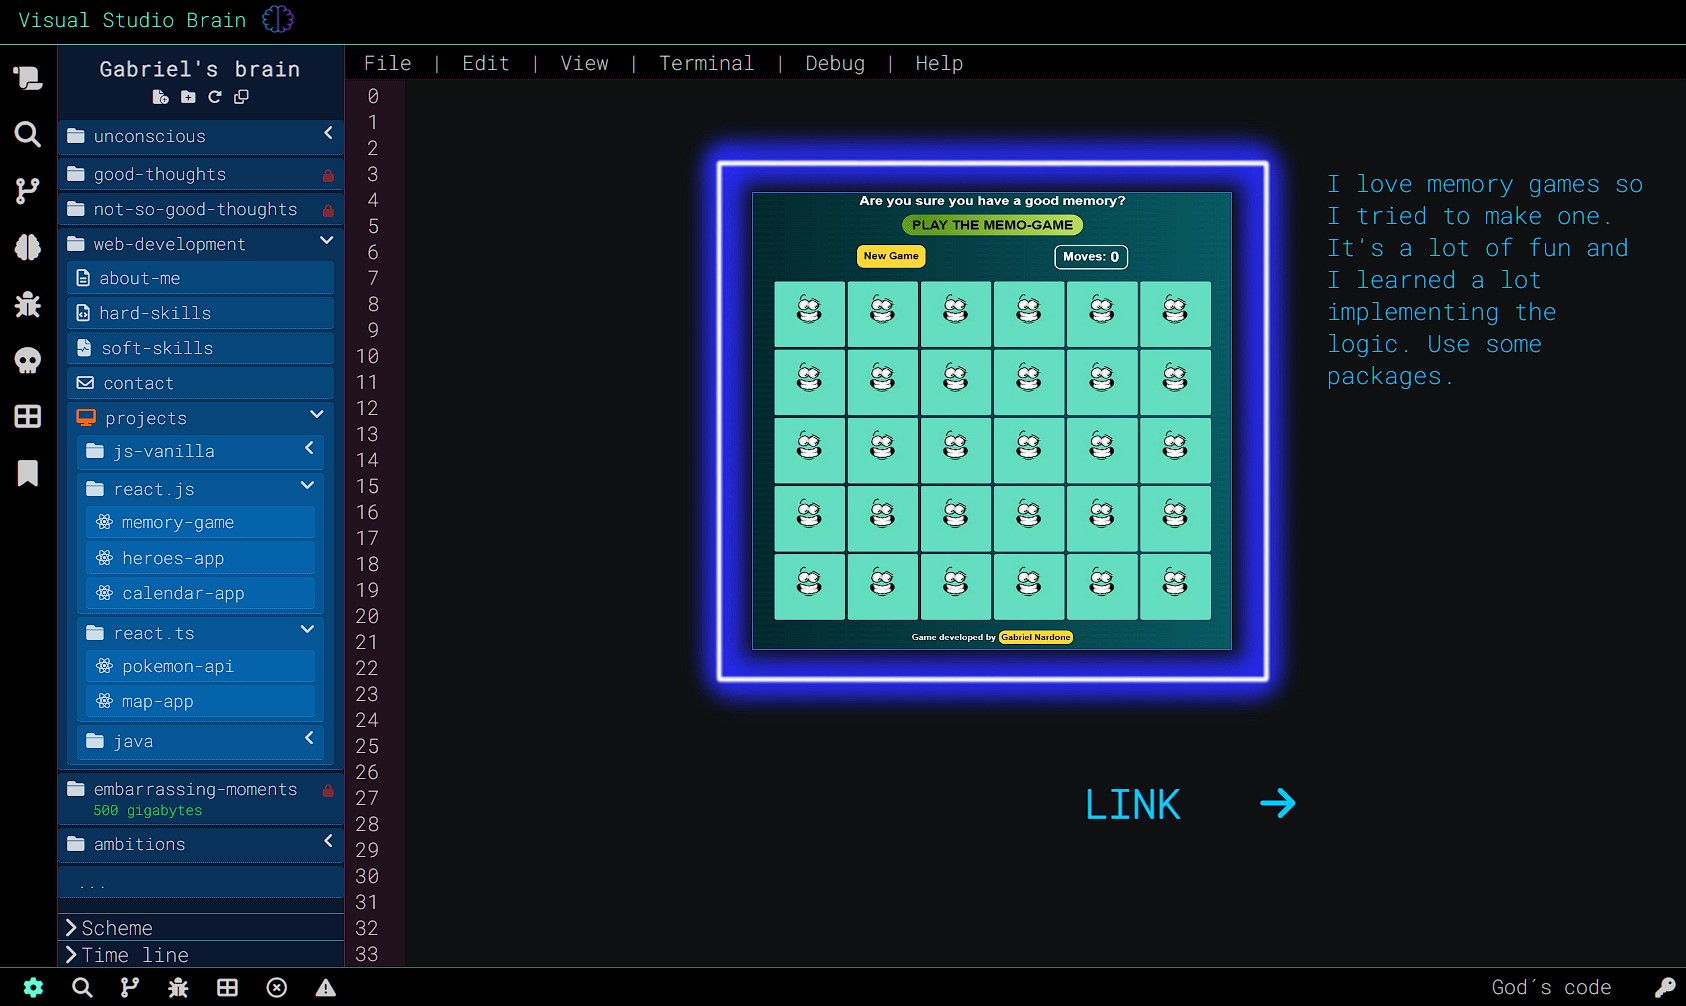 Visual Studio Brain
Gabriel's brain
File | Edit | View | Terminal | Debug | Help
unconscious
good-thoughts
not-so-good-thoughts
web-development
about-me
hard-skills
soft-skills
contact
projects
js-vanilla
react.js
memory-game
heroes-app
calendar-app
react.ts
pokemon-api
map-app
java
embarrassing-moments
500 gigabytes
ambitions
...
Scheme
Time line
0
1
2
3
4
5
6
7
8
9
10
11
12
13
14
15
16
17
18
19
20
21
22
23
24
25
26
27
28
29
30
31
32
33
Are you sure you have a good memory?
PLAY THE MEMO-GAME
New Game
Moves: 0
Game developed by Gabriel Nardone
I love memory games so
I tried to make one.
It's a lot of fun and
I learned a lot
implementing the
logic. Use some
packages.
LINK
God´s code